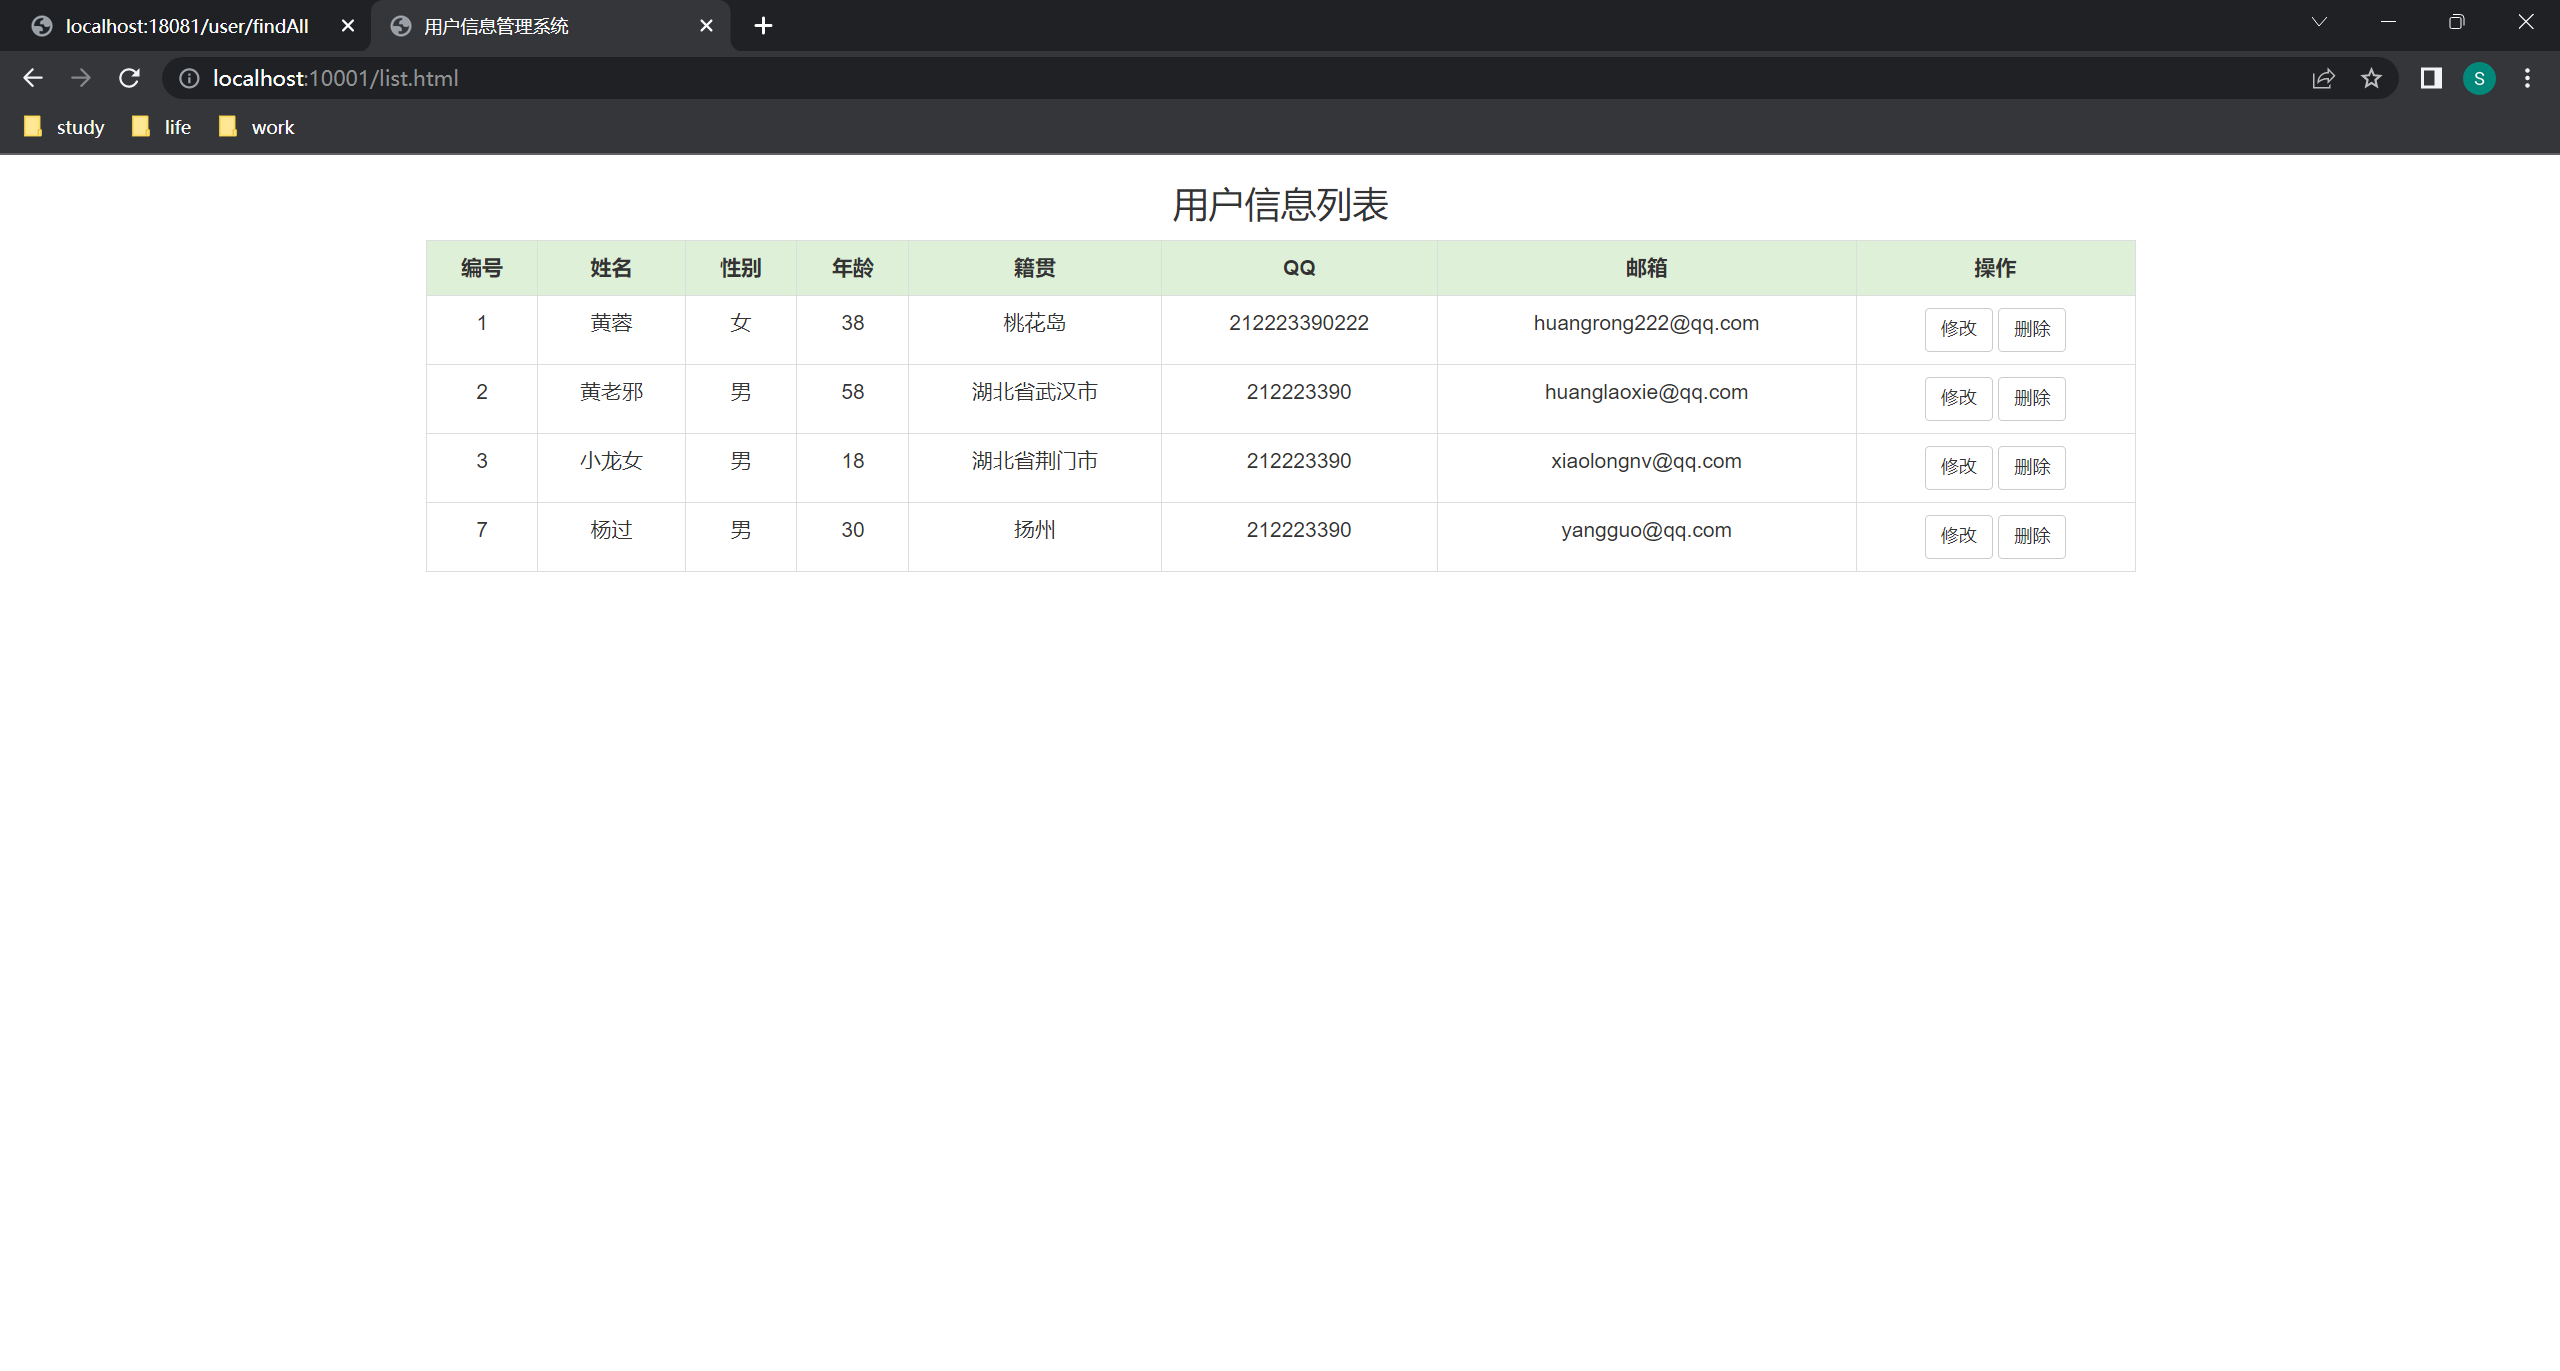 localhost:18081/user/findAll 用户信息管理系统
localhost:10001/list.html S
study life work
用户信息列表
编号 姓名 性别 年龄 籍贯 QQ 邮箱 操作
1 黄蓉 女 38 桃花岛 212223390222 huangrong222@qq.com 修改 删除
2 黄老邪 男 58 湖北省武汉市 212223390 huanglaoxie@qq.com 修改 删除
3 小龙女 男 18 湖北省荆门市 212223390 xiaolongnv@qq.com 修改 删除
7 杨过 男 30 扬州 212223390 yangguo@qq.com 修改 删除